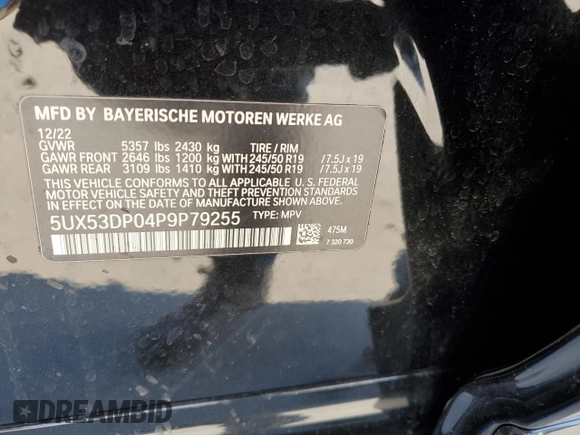 MFD BY BAYERISCHE MOTOREN WERKE AG
12/22
GVWR 5357 lbs 2430 kg TIRE / RIM
GAWR FRONT 2646 lbs 1200 kg WITH 245/50 R19 / 7.5J x 19
GAWR REAR 3109 lbs 1410 kg WITH 245/50 R19 / 7.5J x 19
THIS VEHICLE CONFORMS TO ALL APPLICABLE U. S. FEDERAL
MOTOR VEHICLE SAFETY, BUMPER, AND THEFT PREVENTION
STANDARDS IN EFFECT ON THE DATE OF MANUFACTURE SHOWN ABOVE.
5UX53DP04P9P79255 TYPE: MPV
475M
7 320 730
DREAMBID